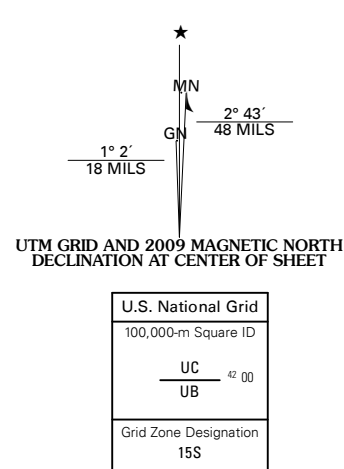 ★
MN
GN
2° 43´
48 MILS
1° 2´
18 MILS
UTM GRID AND 2009 MAGNETIC NORTH
DECLINATION AT CENTER OF SHEET
U.S. National Grid
100,000-m Square ID
UC
42 00
UB
Grid Zone Designation
15S